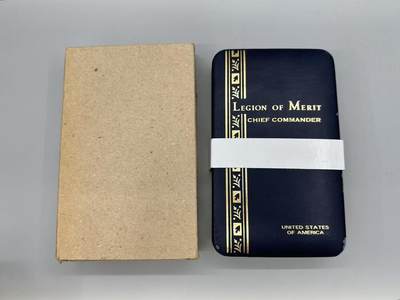 LEGION OF MERIT
CHIEF COMMANDER
UNITED STATES
OF AMERICA